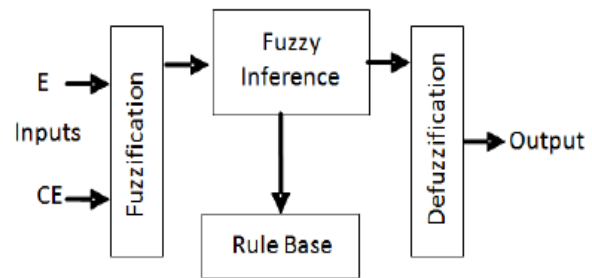 E
Inputs
CE
Fuzzification
Fuzzy
Inference
Rule Base
Defuzzification
Output